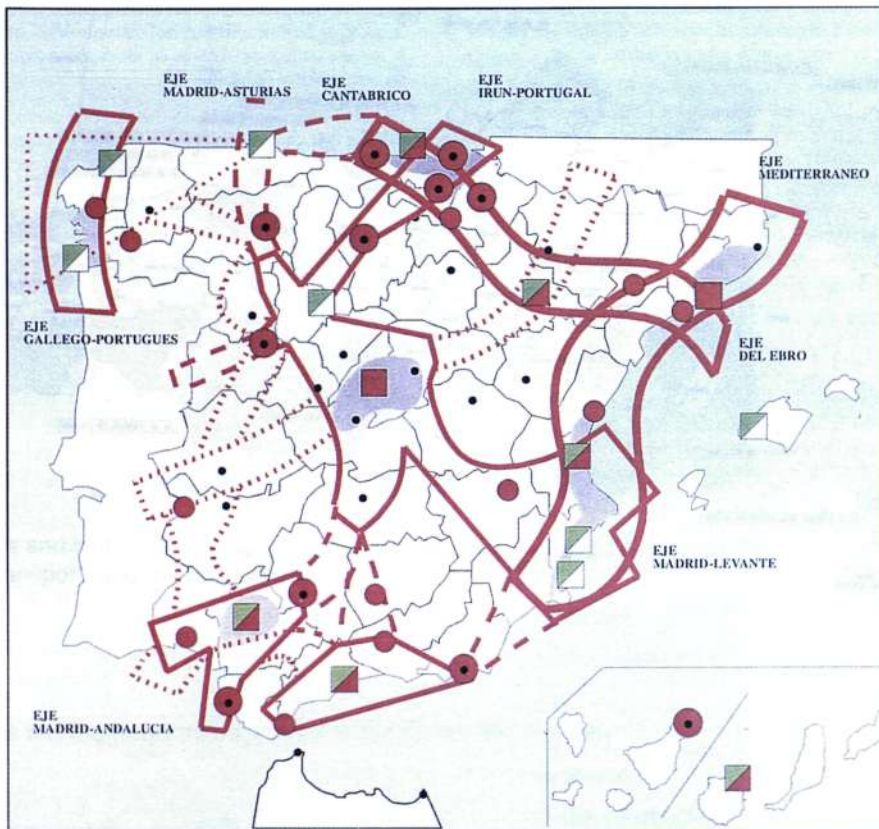 EJE
MADRID-ASTURIAS
EJE
CANTABRICO
EJE
IRUN-PORTUGAL
EJE
MEDITERRANEO
EJE
GALLEGO-PORTUGUES
EJE
DEL EBRO
EJE
MADRID-LEVANTE
EJE
MADRID-ANDALUCIA